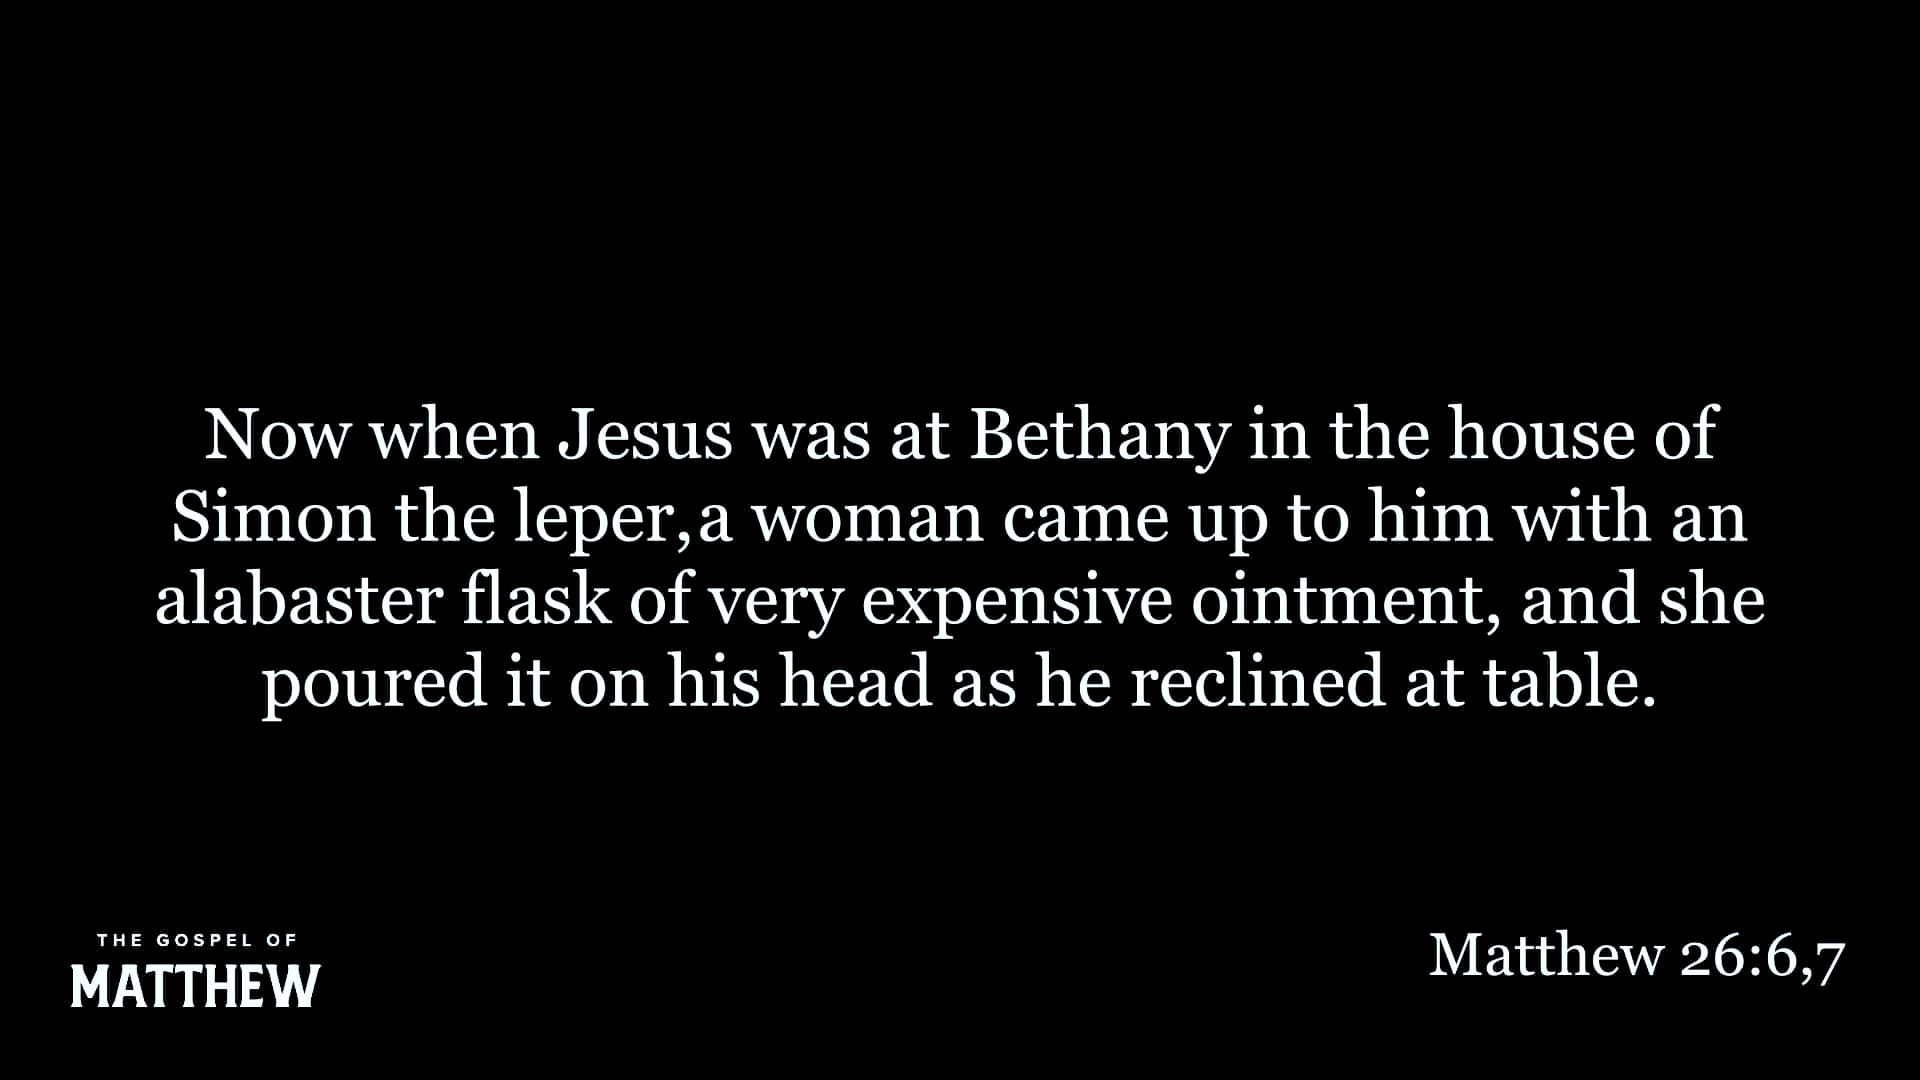 Now when Jesus was at Bethany in the house of
Simon the leper,a woman came up to him with an
alabaster flask of very expensive ointment, and she
poured it on his head as he reclined at table.
THE GOSPEL OF
MATTHEW
Matthew 26:6,7